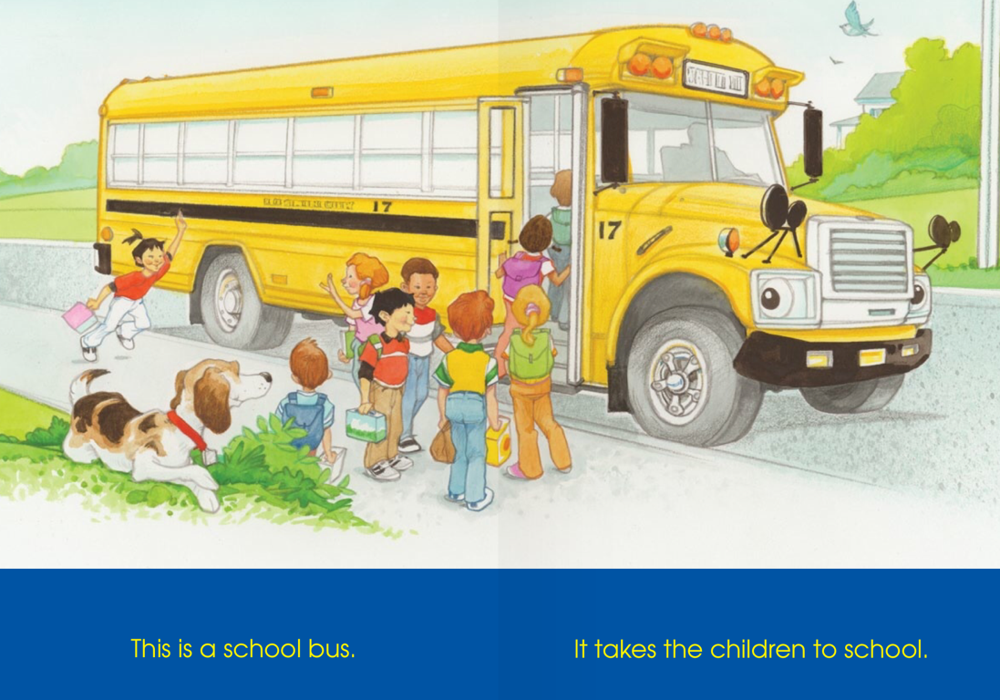 17
17
This is a school bus.
It takes the children to school.